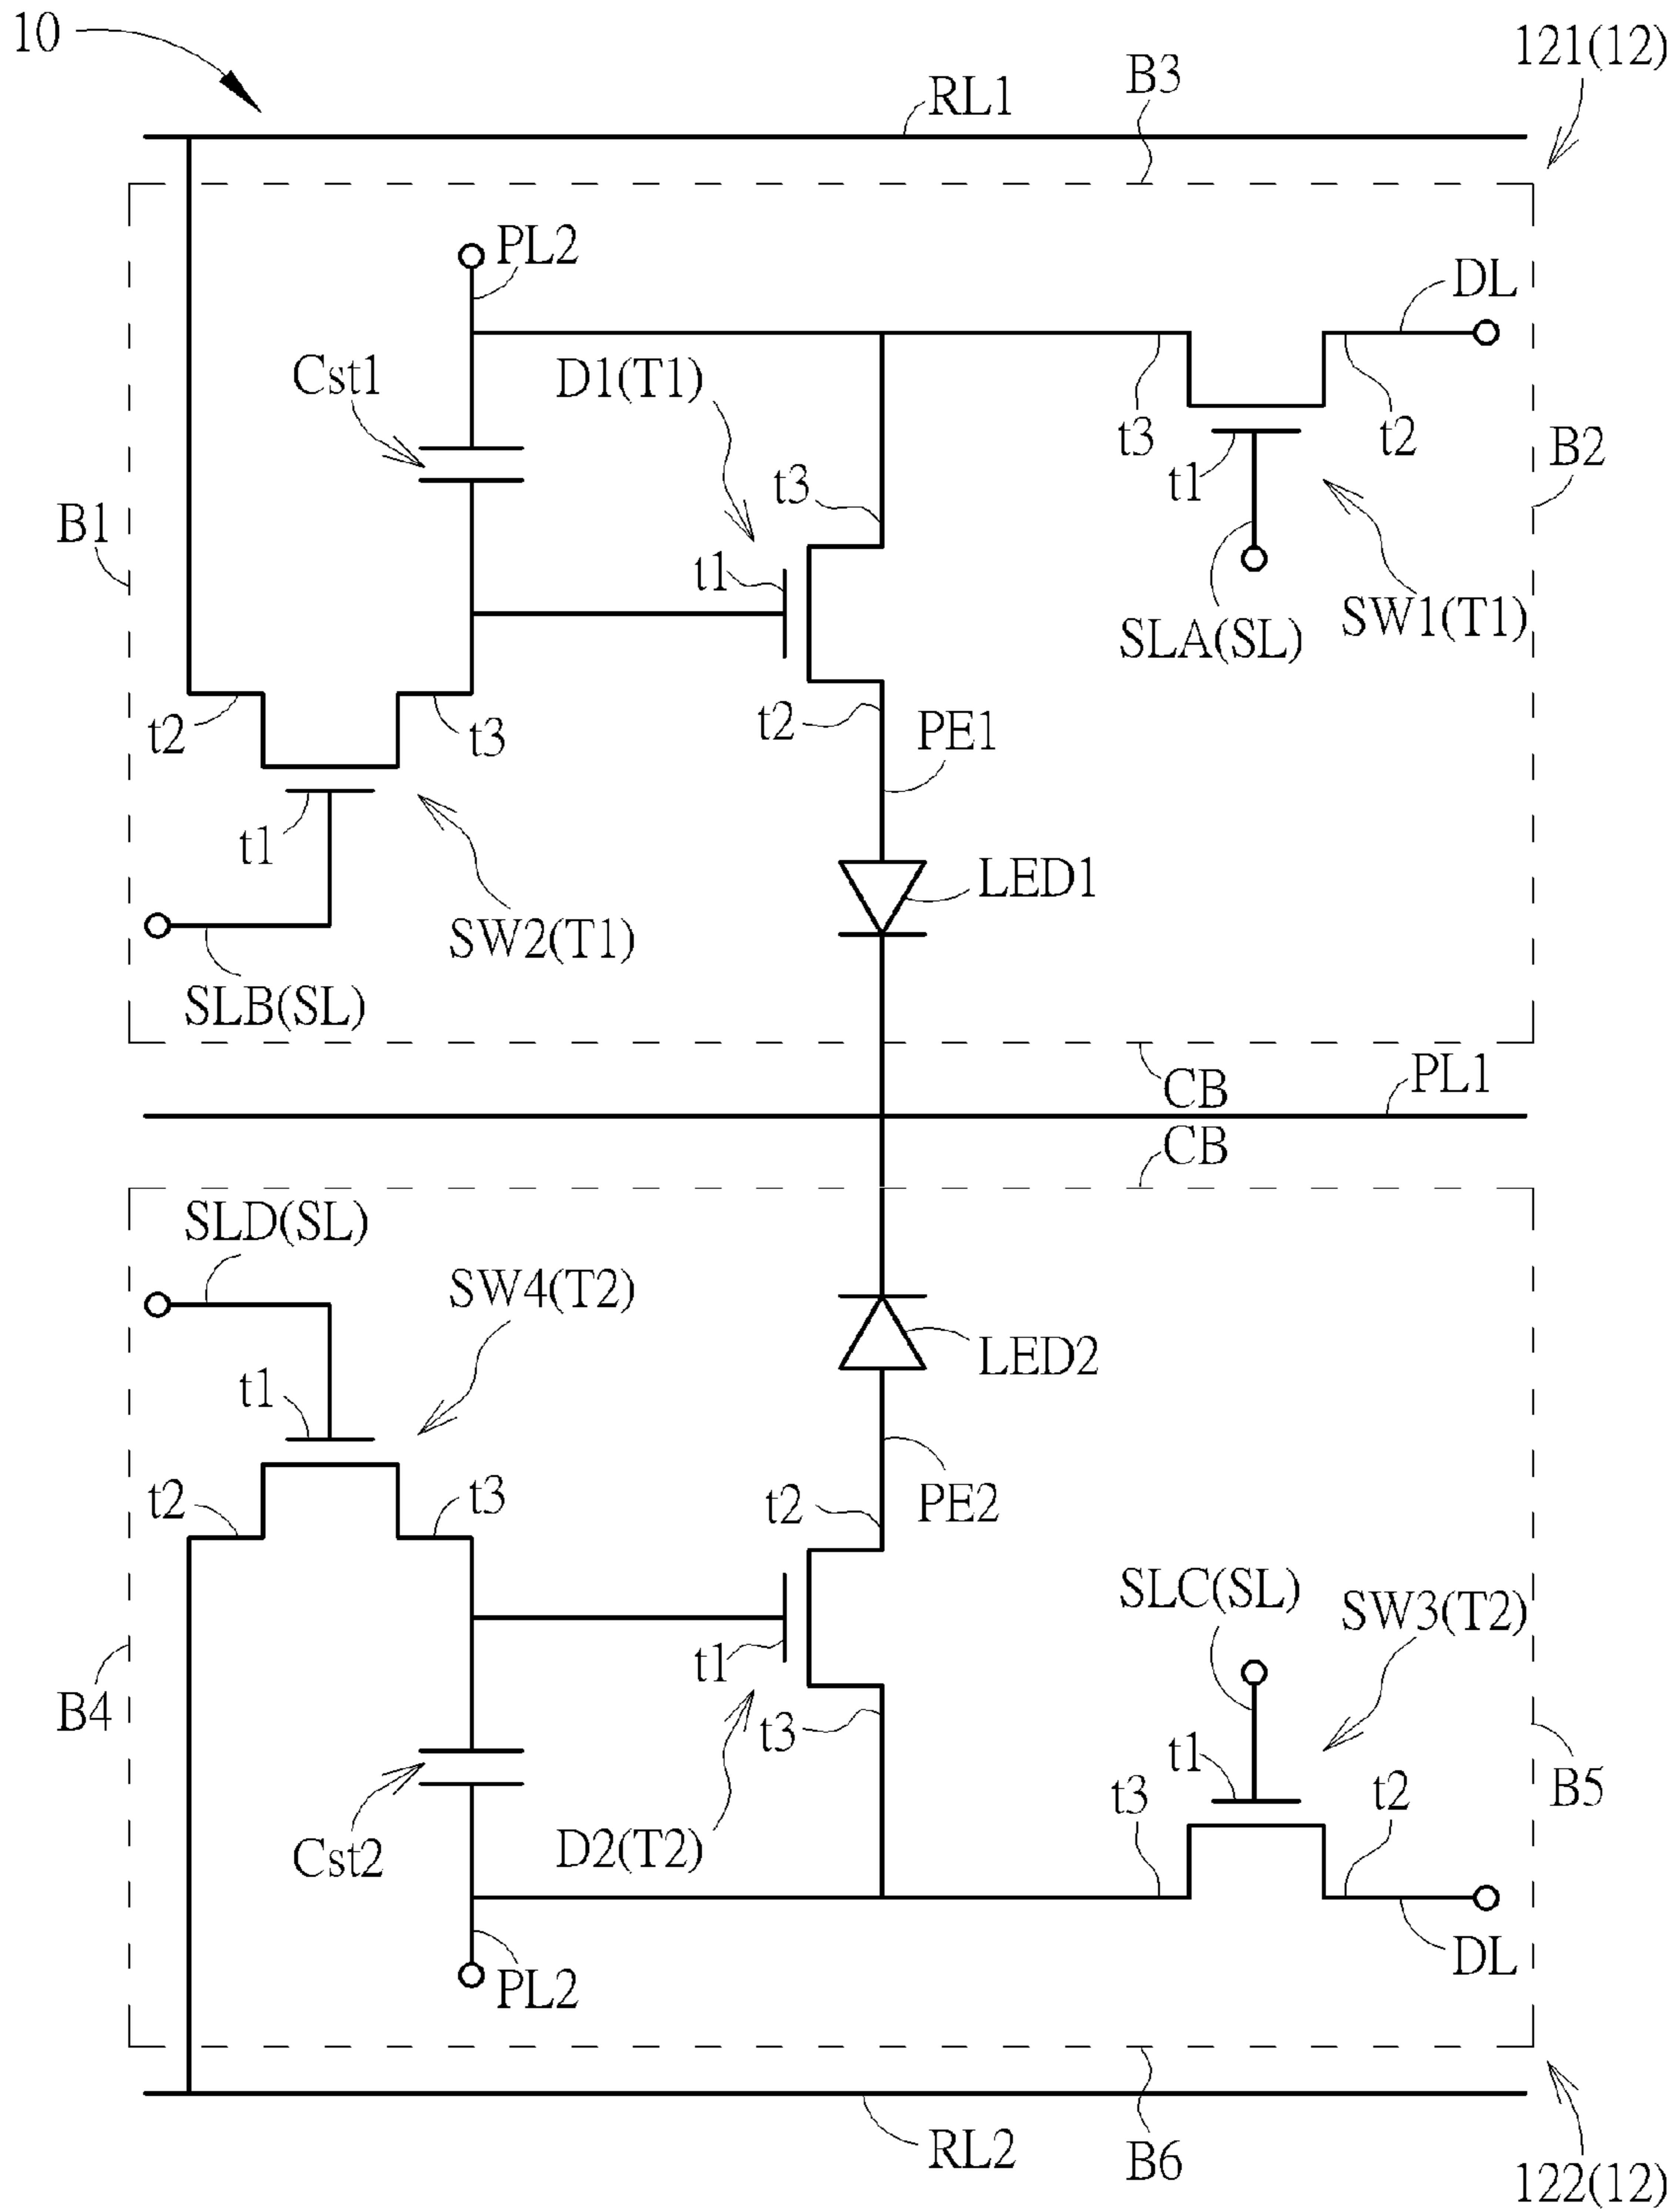 10
121(12)
B3
RL1
PL2
DL
Cst1
D1(T1)
t3
t2
B2
t1
t3
B1
t1
SLA(SL)
SW1(T1)
t2
t3
t2
PE1
t1
LED1
SW2(T1)
SLB(SL)
CB
PL1
CB
SLD(SL)
SW4(T2)
LED2
t1
t2
t3
t2
PE2
SLC(SL)
SW3(T2)
t1
B4
t3
t1
t3
t2
B5
Cst2
D2(T2)
DL
PL2
RL2
B6
122(12)